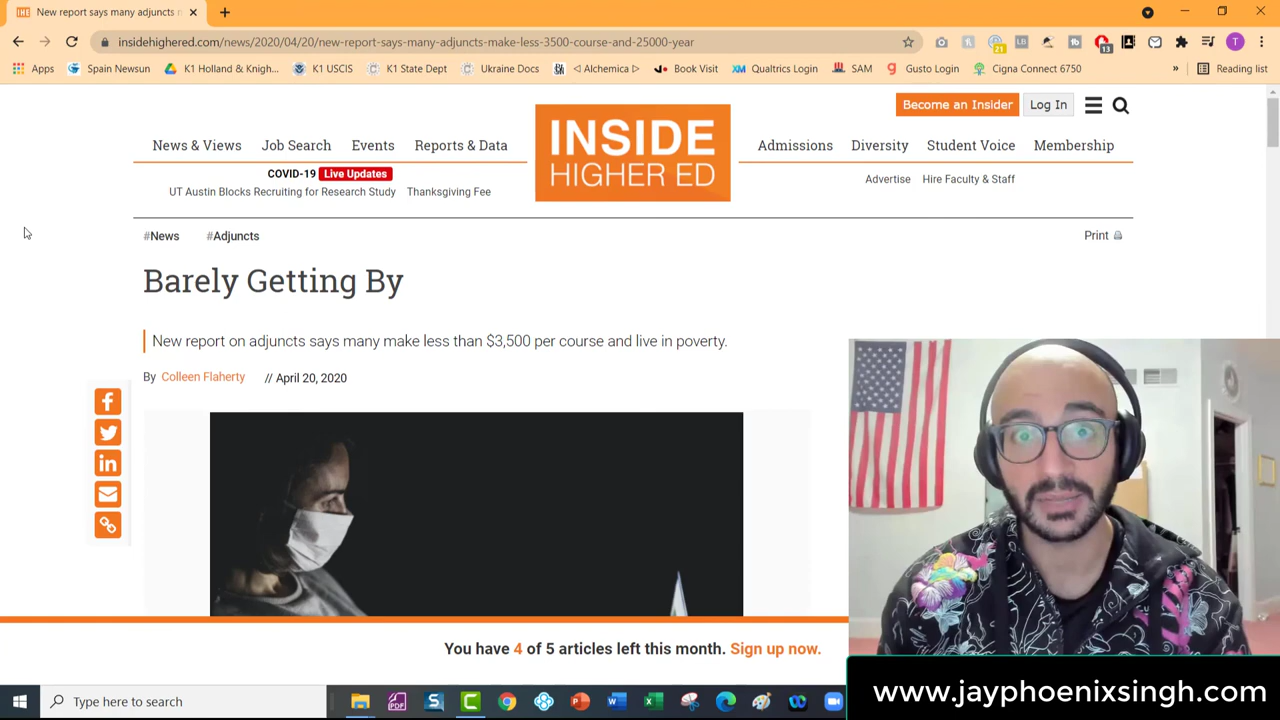 New report says many adjuncts m
insidehighered.com/news/2020/04/20/new-report-says-many-adjuncts-make-less-3500-course-and-25000-year
21
13
T
Apps Spain Newsun K1 Holland & Knigh... K1 USCIS K1 State Dept Ukraine Docs ◁ Alchemica ▷ Book Visit XM Qualtrics Login SAM Gusto Login Cigna Connect 6750 » Reading list
Become an Insider Log In
News & Views Job Search Events Reports & Data
INSIDE
HIGHER ED
Admissions Diversity Student Voice Membership
COVID-19 Live Updates
UT Austin Blocks Recruiting for Research Study Thanksgiving Fee
Advertise Hire Faculty & Staff
#News #Adjuncts
Print
Barely Getting By
New report on adjuncts says many make less than $3,500 per course and live in poverty.
By Colleen Flaherty // April 20, 2020
You have 4 of 5 articles left this month. Sign up now.
www.jayphoenixsingh.com
Type here to search